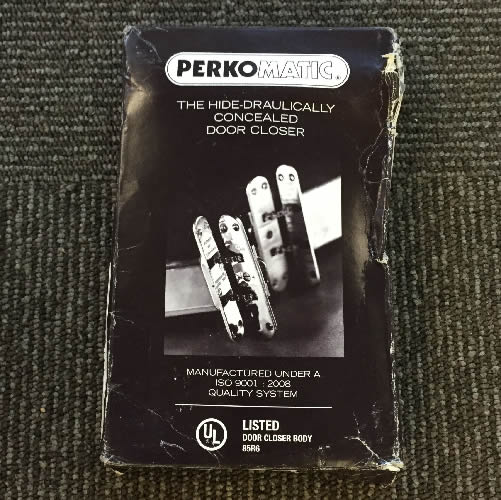 PERKOMATIC®
THE HIDE-DRAULICALLY
CONCEALED
DOOR CLOSER
MANUFACTURED UNDER A
ISO 9001 : 2008
QUALITY SYSTEM
UL
LISTED
DOOR CLOSER BODY
85R6